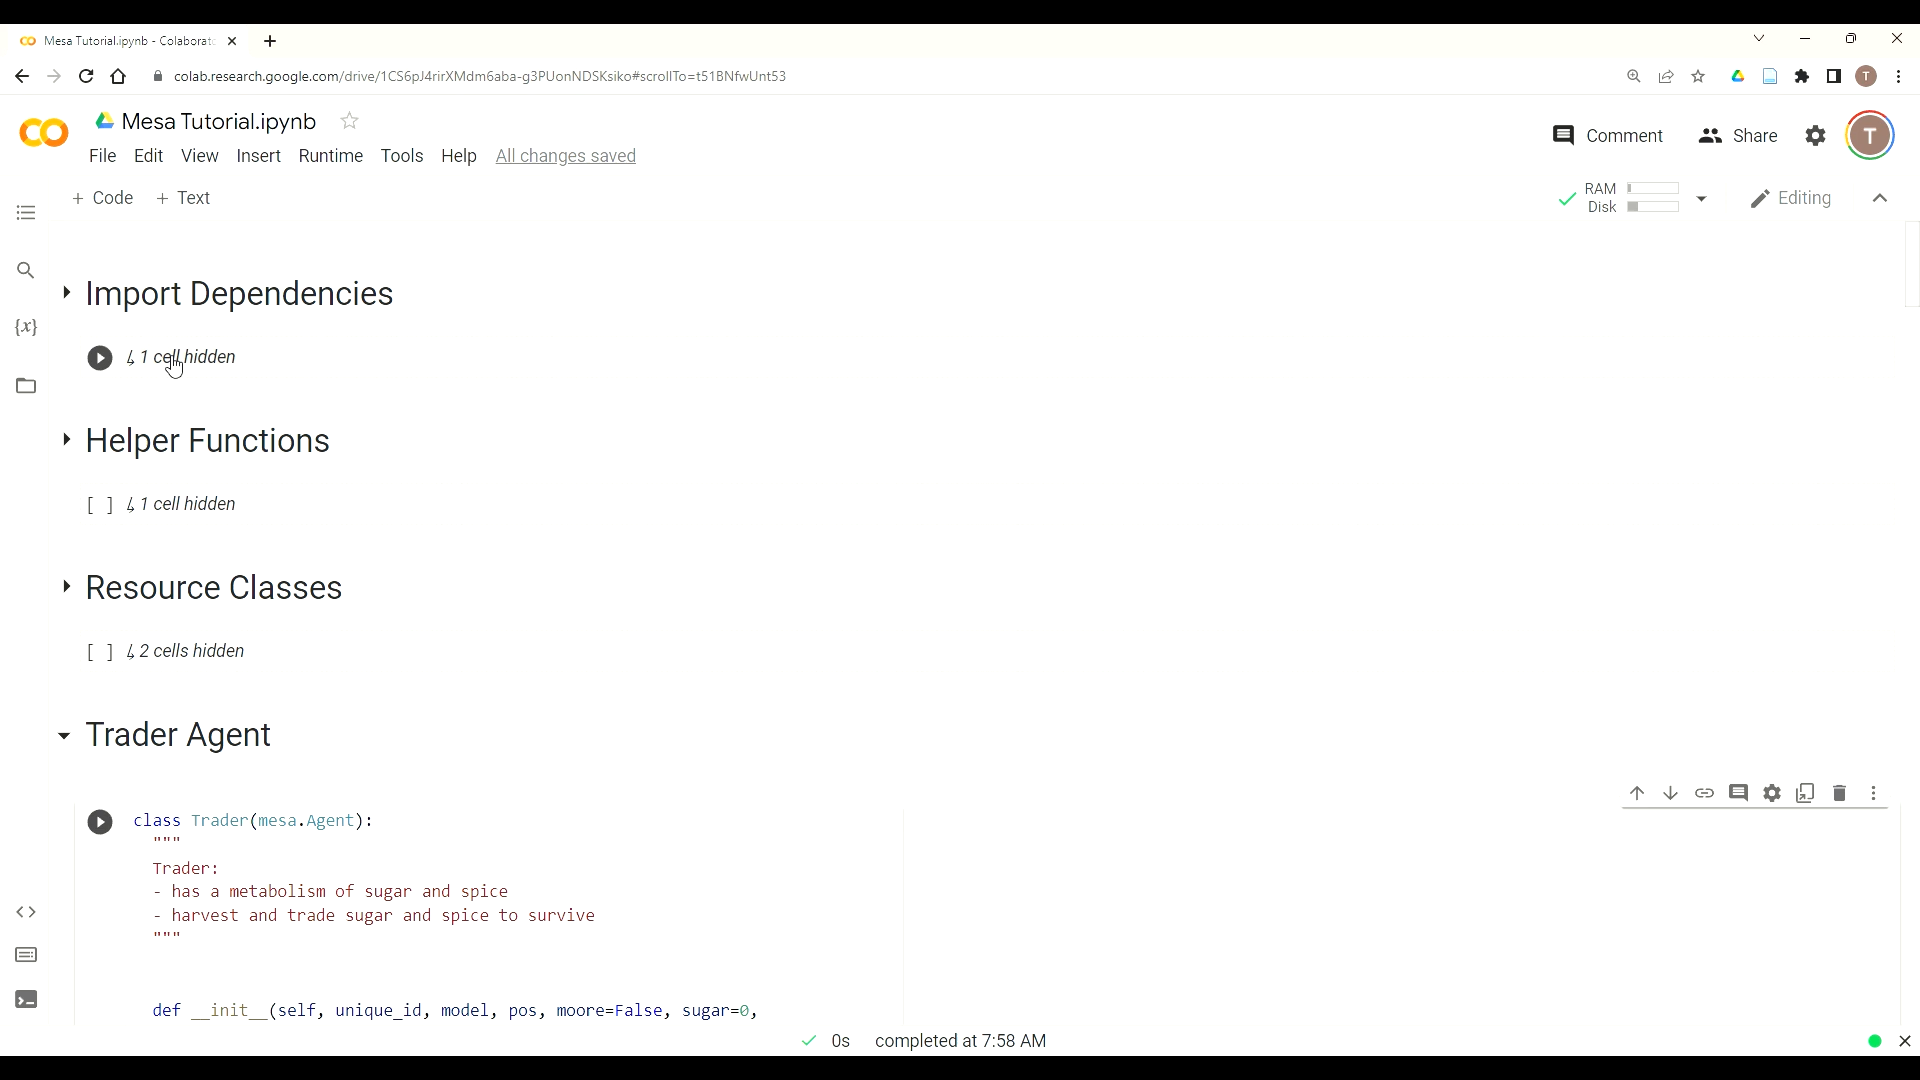 Mesa Tutorial.ipynb - Colaborato
colab.research.google.com/drive/1CS6pJ4rirXMdm6aba-g3PUonNDSKsiko#scrollTo=t51BNfwUnt53
T
Mesa Tutorial.ipynb
Comment Share T
File Edit View Insert Runtime Tools Help All changes saved
+ Code + Text
RAM
Disk
Editing
Import Dependencies
{x}
↳ 1 cell hidden
Helper Functions
[ ] ↳ 1 cell hidden
Resource Classes
[ ] ↳ 2 cells hidden
Trader Agent
class Trader(mesa.Agent):
"""
Trader:
- has a metabolism of sugar and spice
- harvest and trade sugar and spice to survive
"""
def __init__(self, unique_id, model, pos, moore=False, sugar=0,
0s completed at 7:58 AM